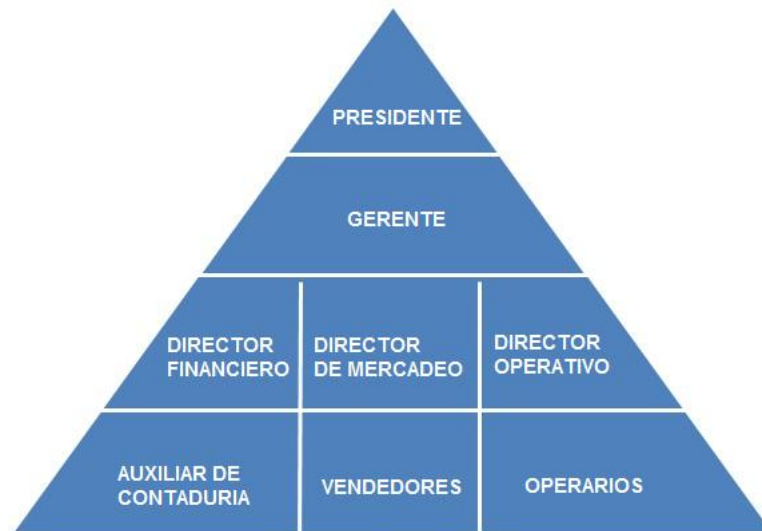 PRESIDENTE
GERENTE
DIRECTOR
FINANCIERO
DIRECTOR
DE MERCADEO
DIRECTOR
OPERATIVO
AUXILIAR DE
CONTADURIA
VENDEDORES
OPERARIOS